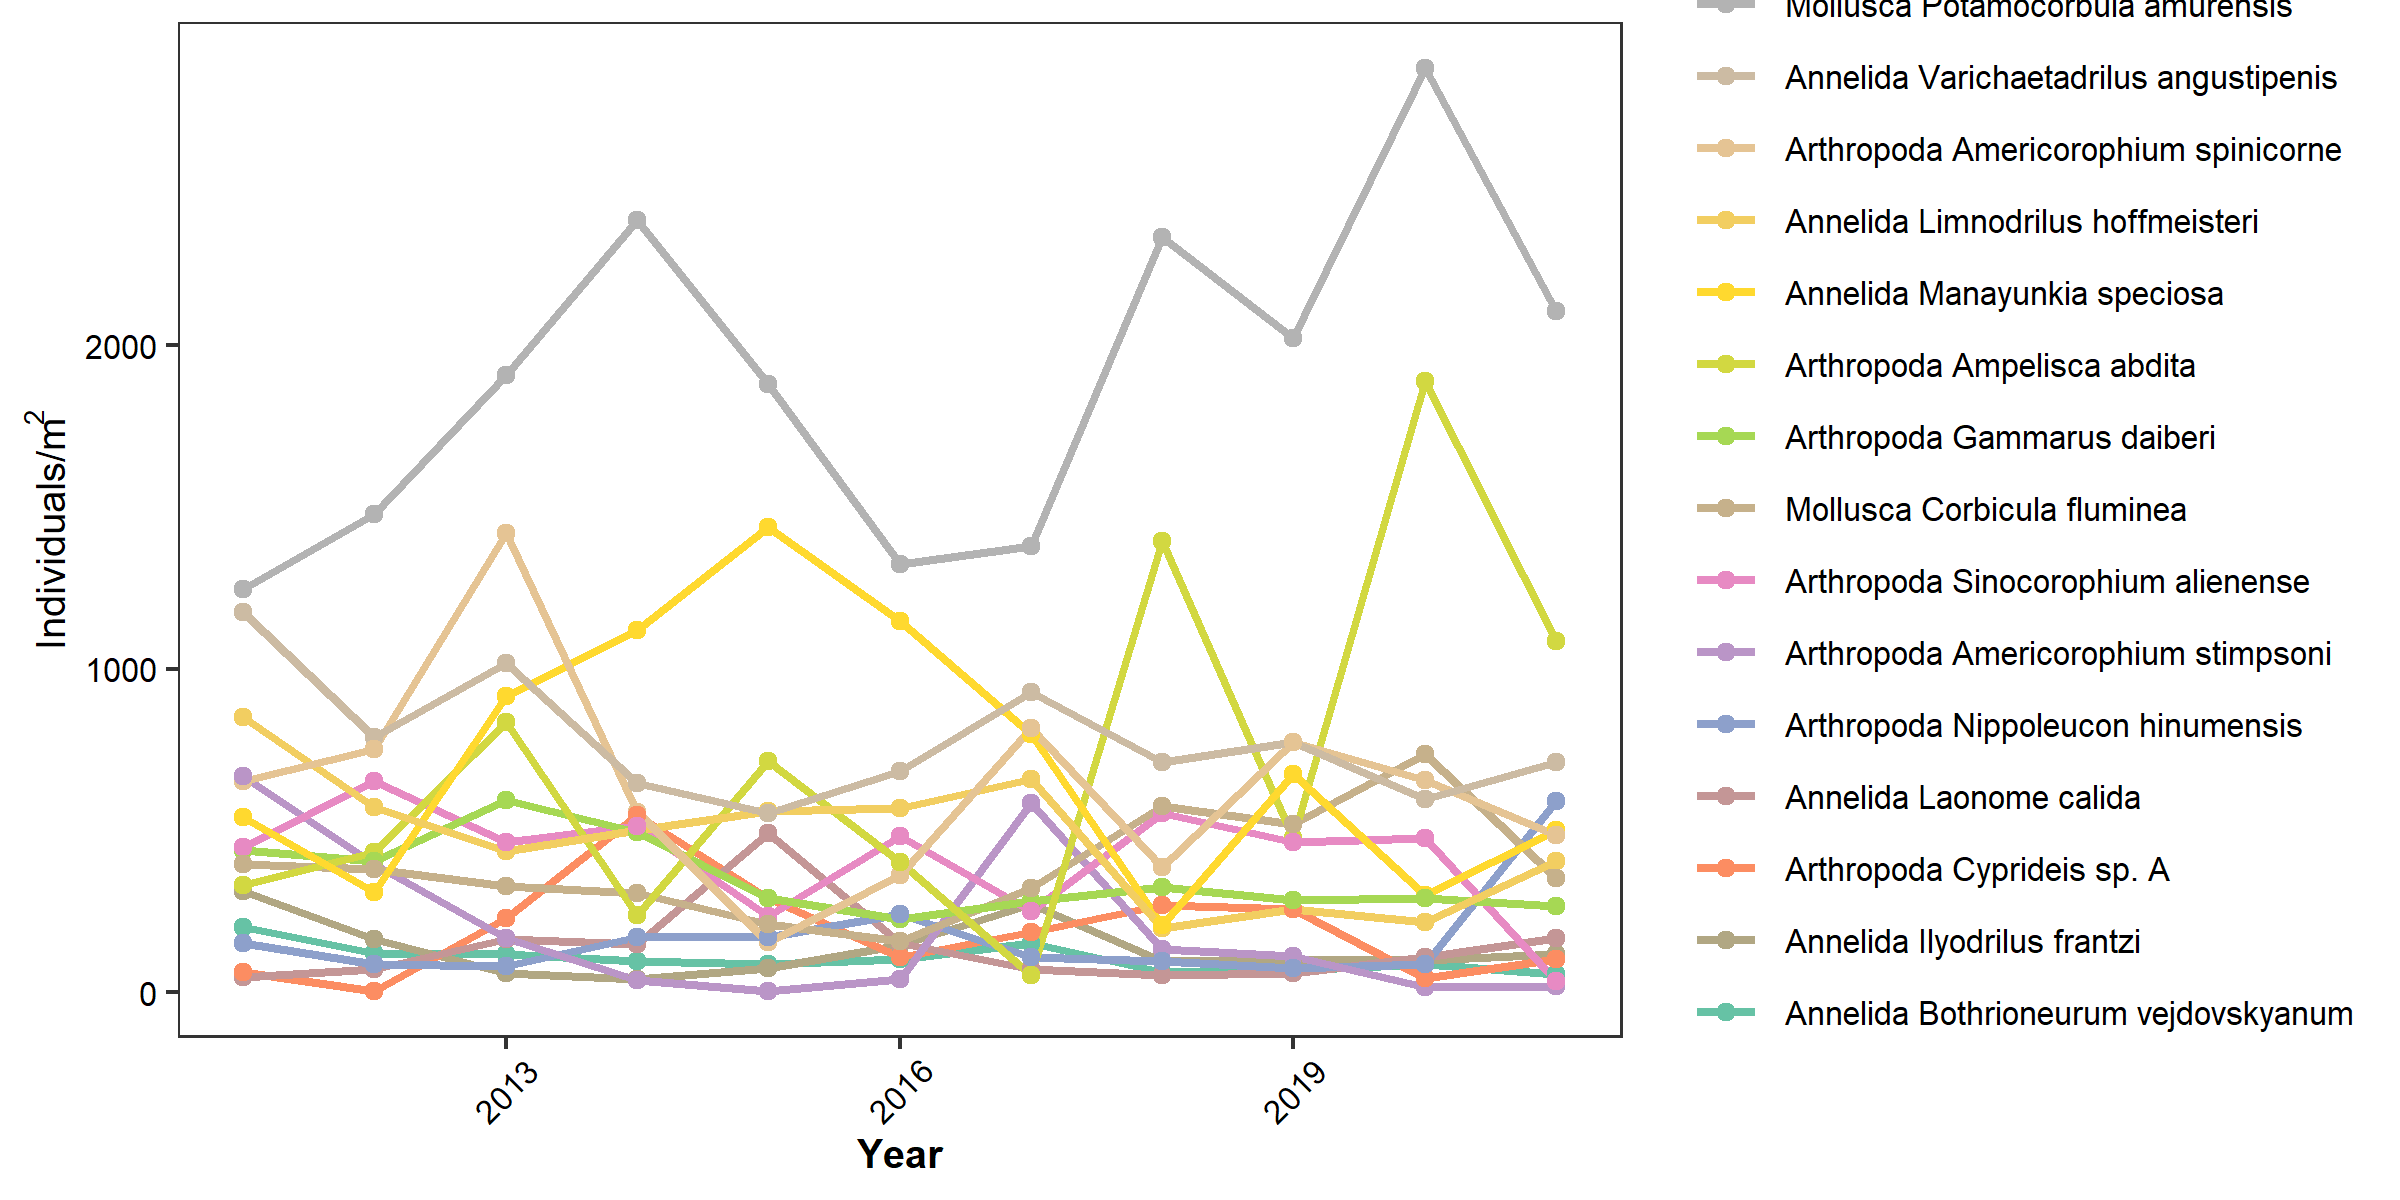 Mollusca Potamocorbula amurensis
Annelida Varichaetadrilus angustipenis
Arthropoda Americorophium spinicorne
Annelida Limnodrilus hoffmeisteri
Annelida Manayunkia speciosa
Arthropoda Ampelisca abdita
Arthropoda Gammarus daiberi
Mollusca Corbicula fluminea
Arthropoda Sinocorophium alienense
Arthropoda Americorophium stimpsoni
Arthropoda Nippoleucon hinumensis
Annelida Laonome calida
Arthropoda Cyprideis sp. A
Annelida Ilyodrilus frantzi
Annelida Bothrioneurum vejdovskyanum
2000
1000
0
Individuals/m²
2013
2016
2019
Year